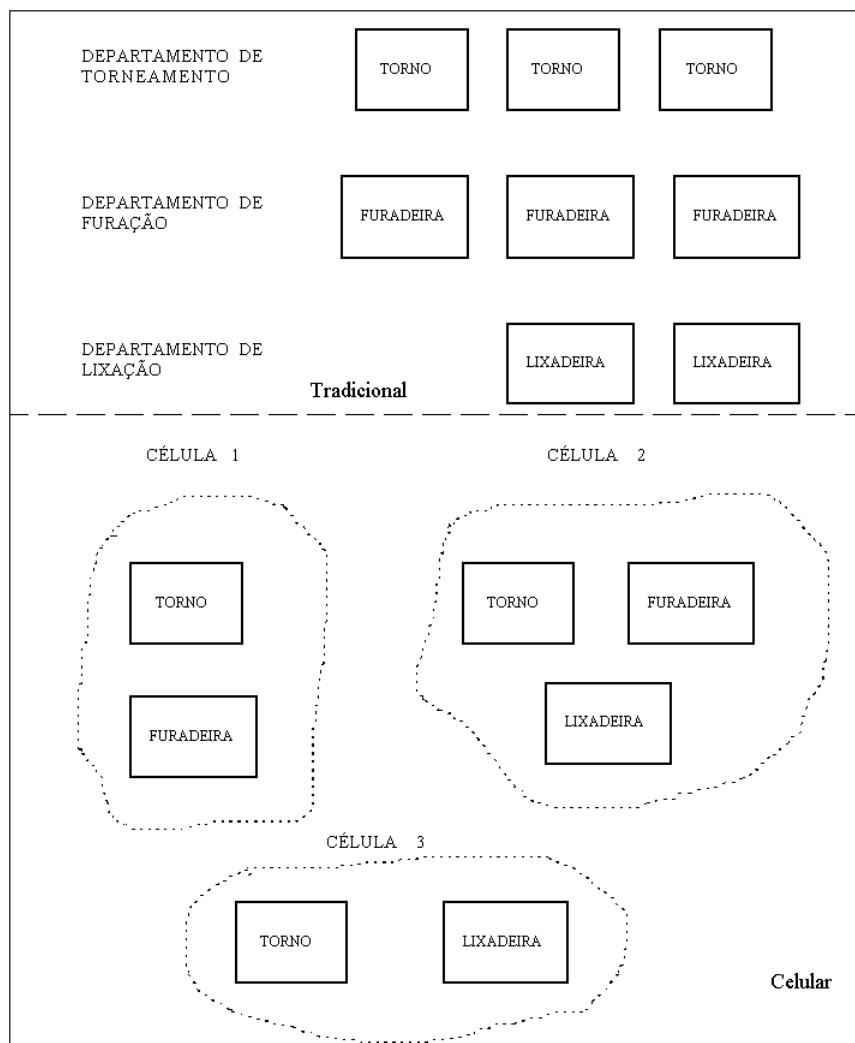 DEPARTAMENTO DE
TORNEAMENTO
TORNO TORNO TORNO
DEPARTAMENTO DE
FURAÇÃO
FURADEIRA FURADEIRA FURADEIRA
DEPARTAMENTO DE
LIXAÇÃO
LIXADEIRA LIXADEIRA
Tradicional
CÉLULA 1
CÉLULA 2
TORNO
FURADEIRA
TORNO FURADEIRA
LIXADEIRA
CÉLULA 3
TORNO LIXADEIRA
Celular